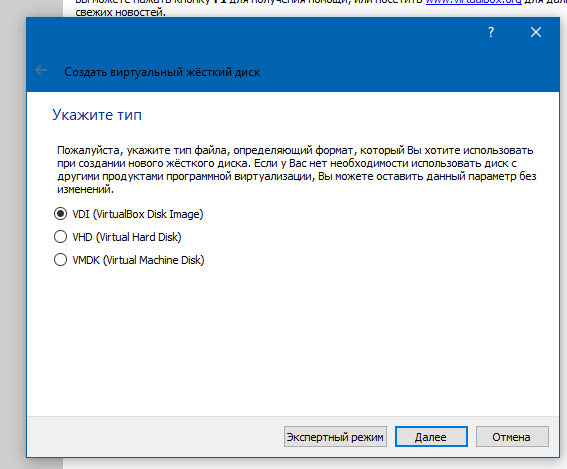 Вы можете нажать кнопку F1 для получения помощи, или посетить www.virtualbox.org для
свежих новостей.
?
Создать виртуальный жёсткий диск
Укажите тип
Пожалуйста, укажите тип файла, определяющий формат, который Вы хотите использовать
при создании нового жёсткого диска. Если у Вас нет необходимости использовать диск с
другими продуктами программной виртуализации, Вы можете оставить данный параметр без
изменений.
VDI (VirtualBox Disk Image)
VHD (Virtual Hard Disk)
VMDK (Virtual Machine Disk)
Экспертный режим
Далее
Отмена